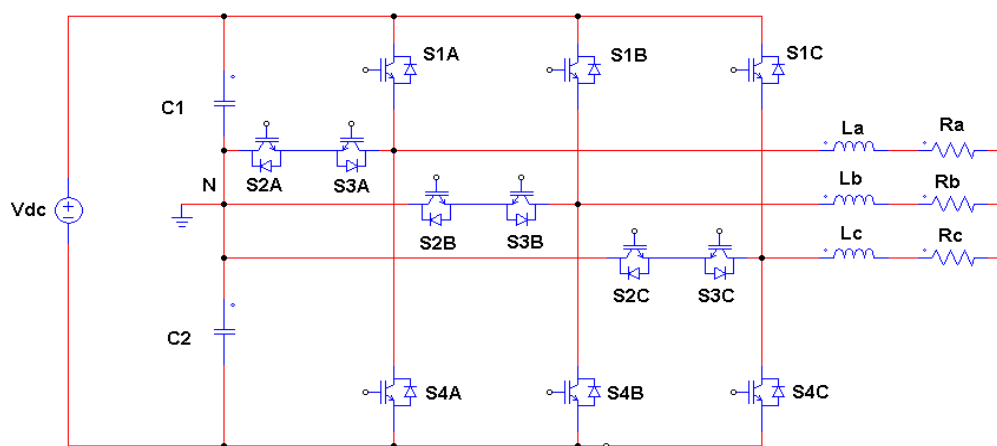 S1A
S1B
S1C
C1
La
Ra
S2A
S3A
N
Lb
Rb
Vdc
S2B
S3B
Lc
Rc
S2C
S3C
C2
S4A
S4B
S4C